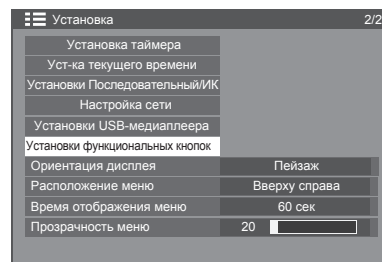 Установка 2/2
Установка таймера
Уст-ка текущего времени
Установки Последовательный/ИК
Настройка сети
Установки USB-медиаплеера
Установки функциональных кнопок
Ориентация дисплея Пейзаж
Расположение меню Вверху справа
Время отображения меню 60 сек
Прозрачность меню 20